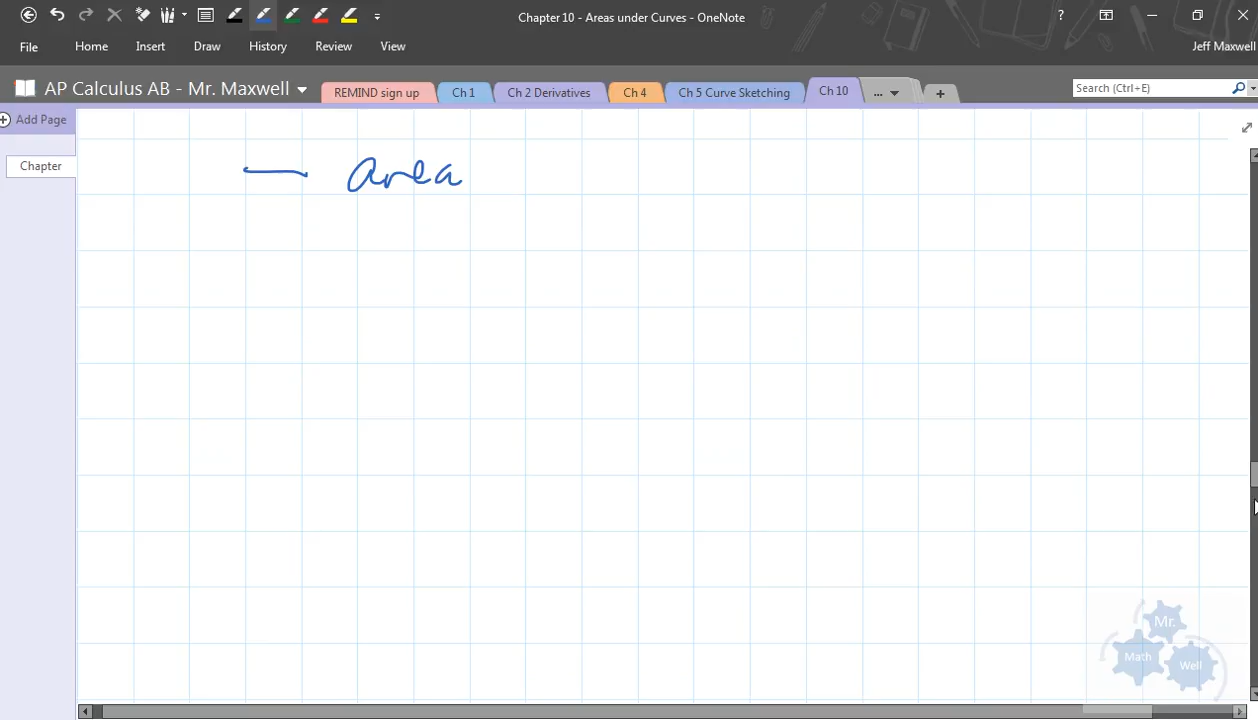 Chapter 10 - Areas under Curves - OneNote
?
File Home Insert Draw History Review View
Jeff Maxwell
AP Calculus AB - Mr. Maxwell
REMIND sign up Ch 1 Ch 2 Derivatives Ch 4 Ch 5 Curve Sketching Ch 10 ...
Search (Ctrl+E)
Add Page
Chapter
— area
Mr.
Math
Well